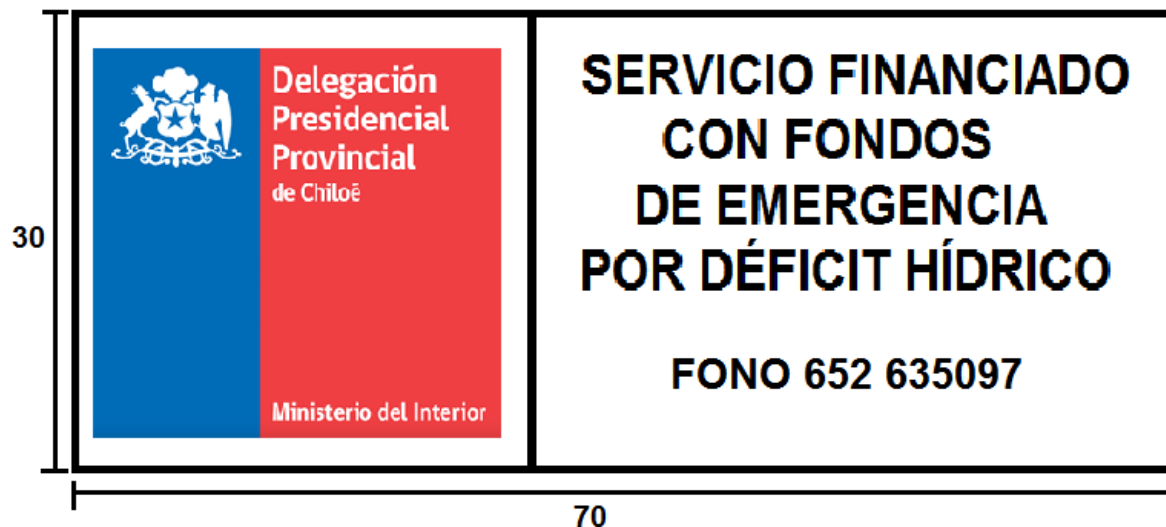 Delegación
Presidencial
Provincial
de Chiloé
Ministerio del Interior
SERVICIO FINANCIADO
CON FONDOS
DE EMERGENCIA
POR DÉFICIT HÍDRICO
FONO 652 635097
30
70